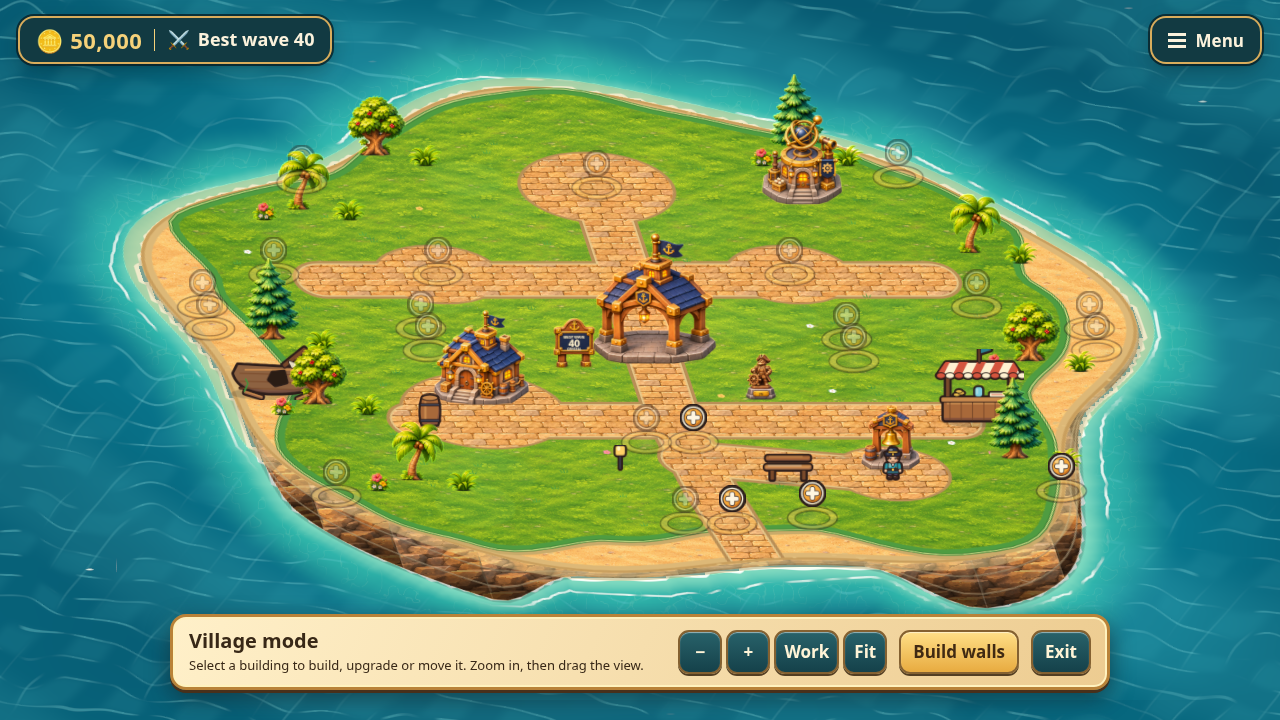 50,000
Best wave 40
Menu
40
Village mode
Select a building to build, upgrade or move it. Zoom in, then drag the view.
−
+
Work
Fit
Build walls
Exit